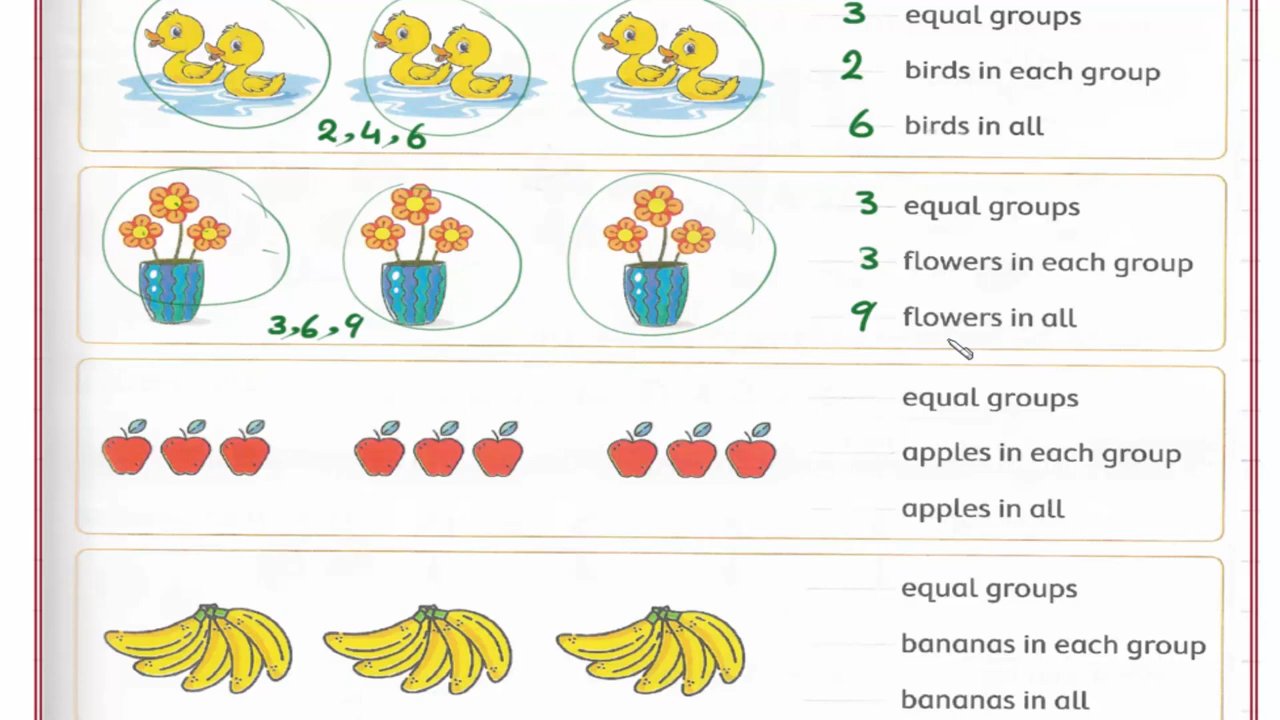 3 equal groups
2 birds in each group
6 birds in all
2,4,6
3 equal groups
3 flowers in each group
9 flowers in all
3,6,9
equal groups
apples in each group
apples in all
equal groups
bananas in each group
bananas in all